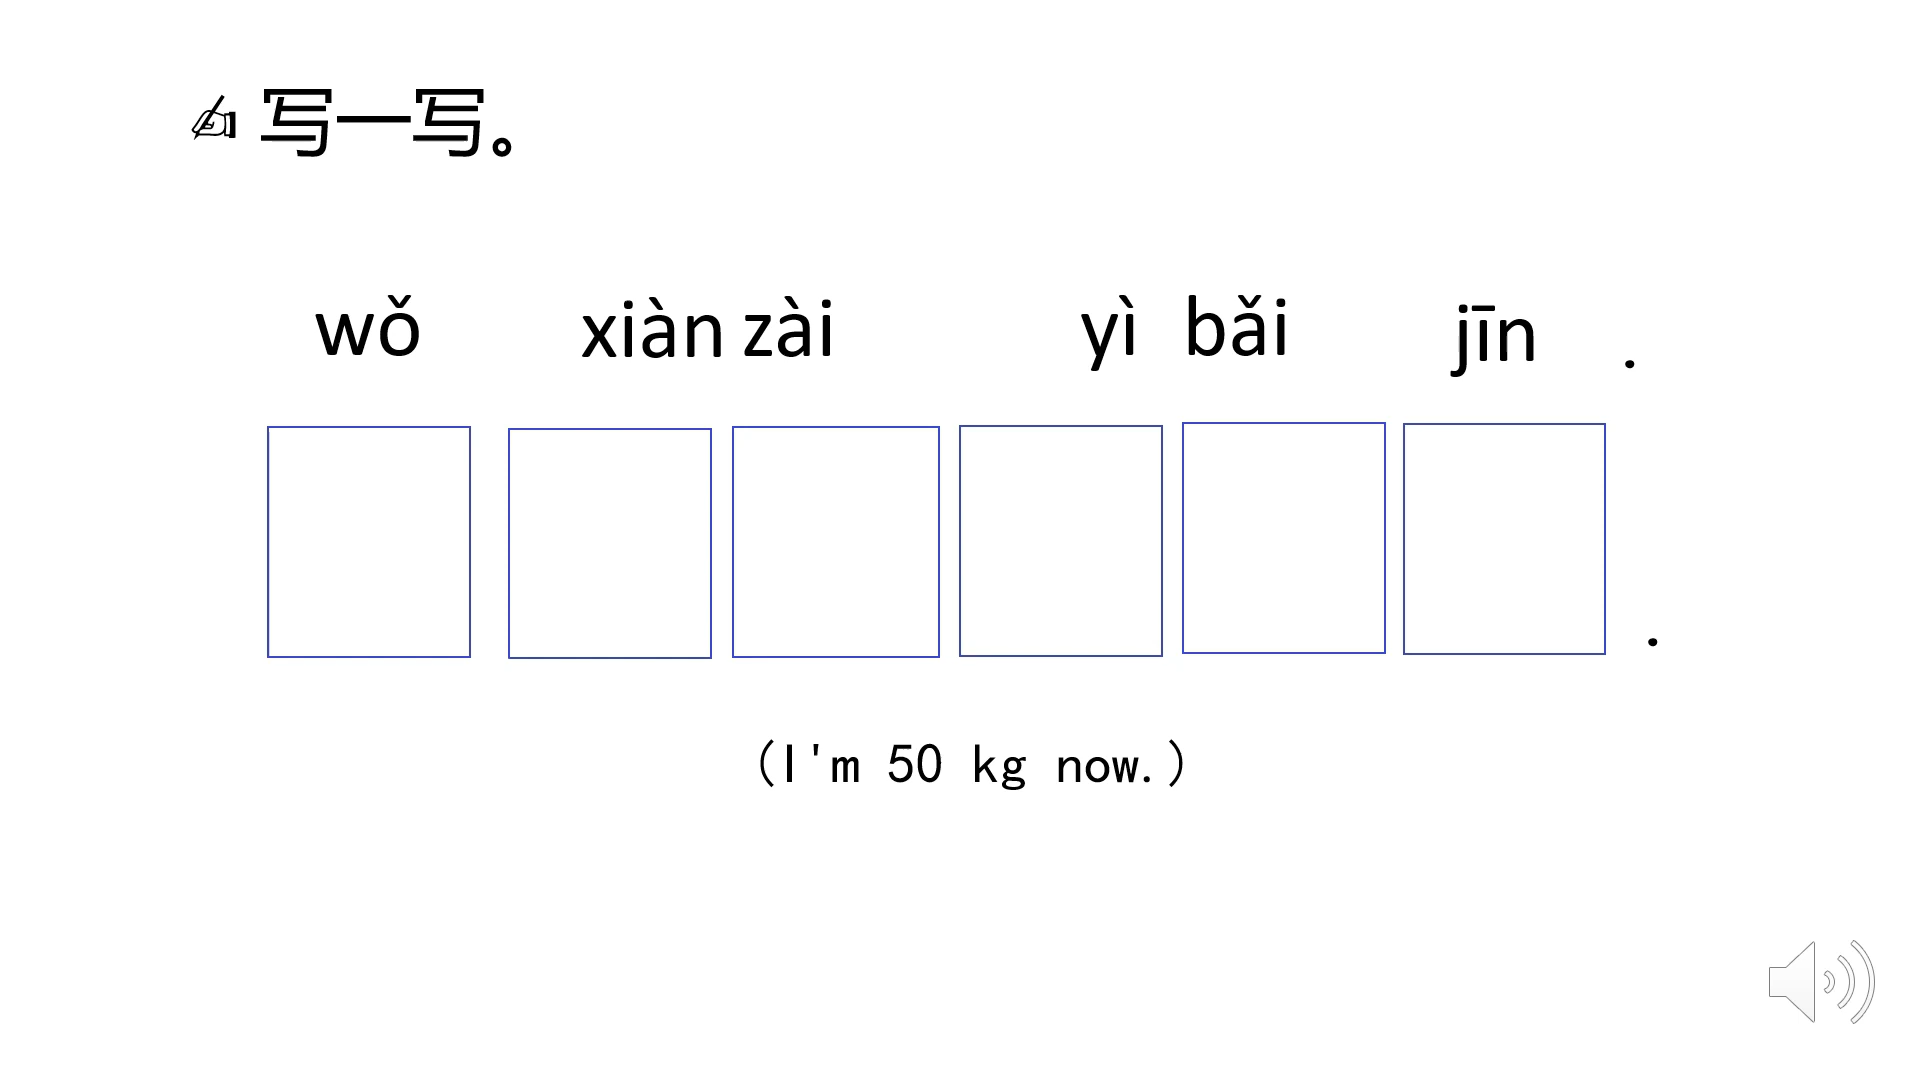 ✍ 写一写。
wǒ xiàn zài yì bǎi jīn .
.
(I'm 50 kg now.)